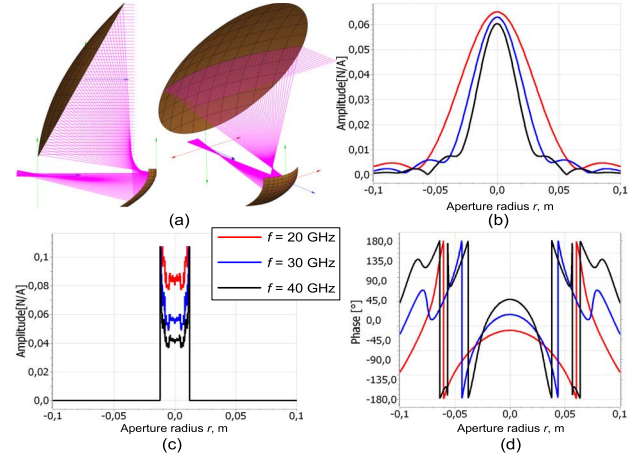 (a)
0,06
0,05
0,04
0,03
0,02
0,01
0,0
Amplitude[N/A]
-0,1
-0,05
0,0
0,05
0,1
Aperture radius r, m
(b)
f = 20 GHz
f = 30 GHz
f = 40 GHz
0,1
0,08
0,06
0,04
0,02
0,0
Amplitude[N/A]
-0,1
-0,05
0,0
0,05
0,1
Aperture radius r, m
(c)
180,0
135,0
90,0
45,0
0,0
-45,0
-90,0
-135,0
-180,0
Phase [°]
-0,1
-0,05
0,0
0,05
0,1
Aperture radius r, m
(d)